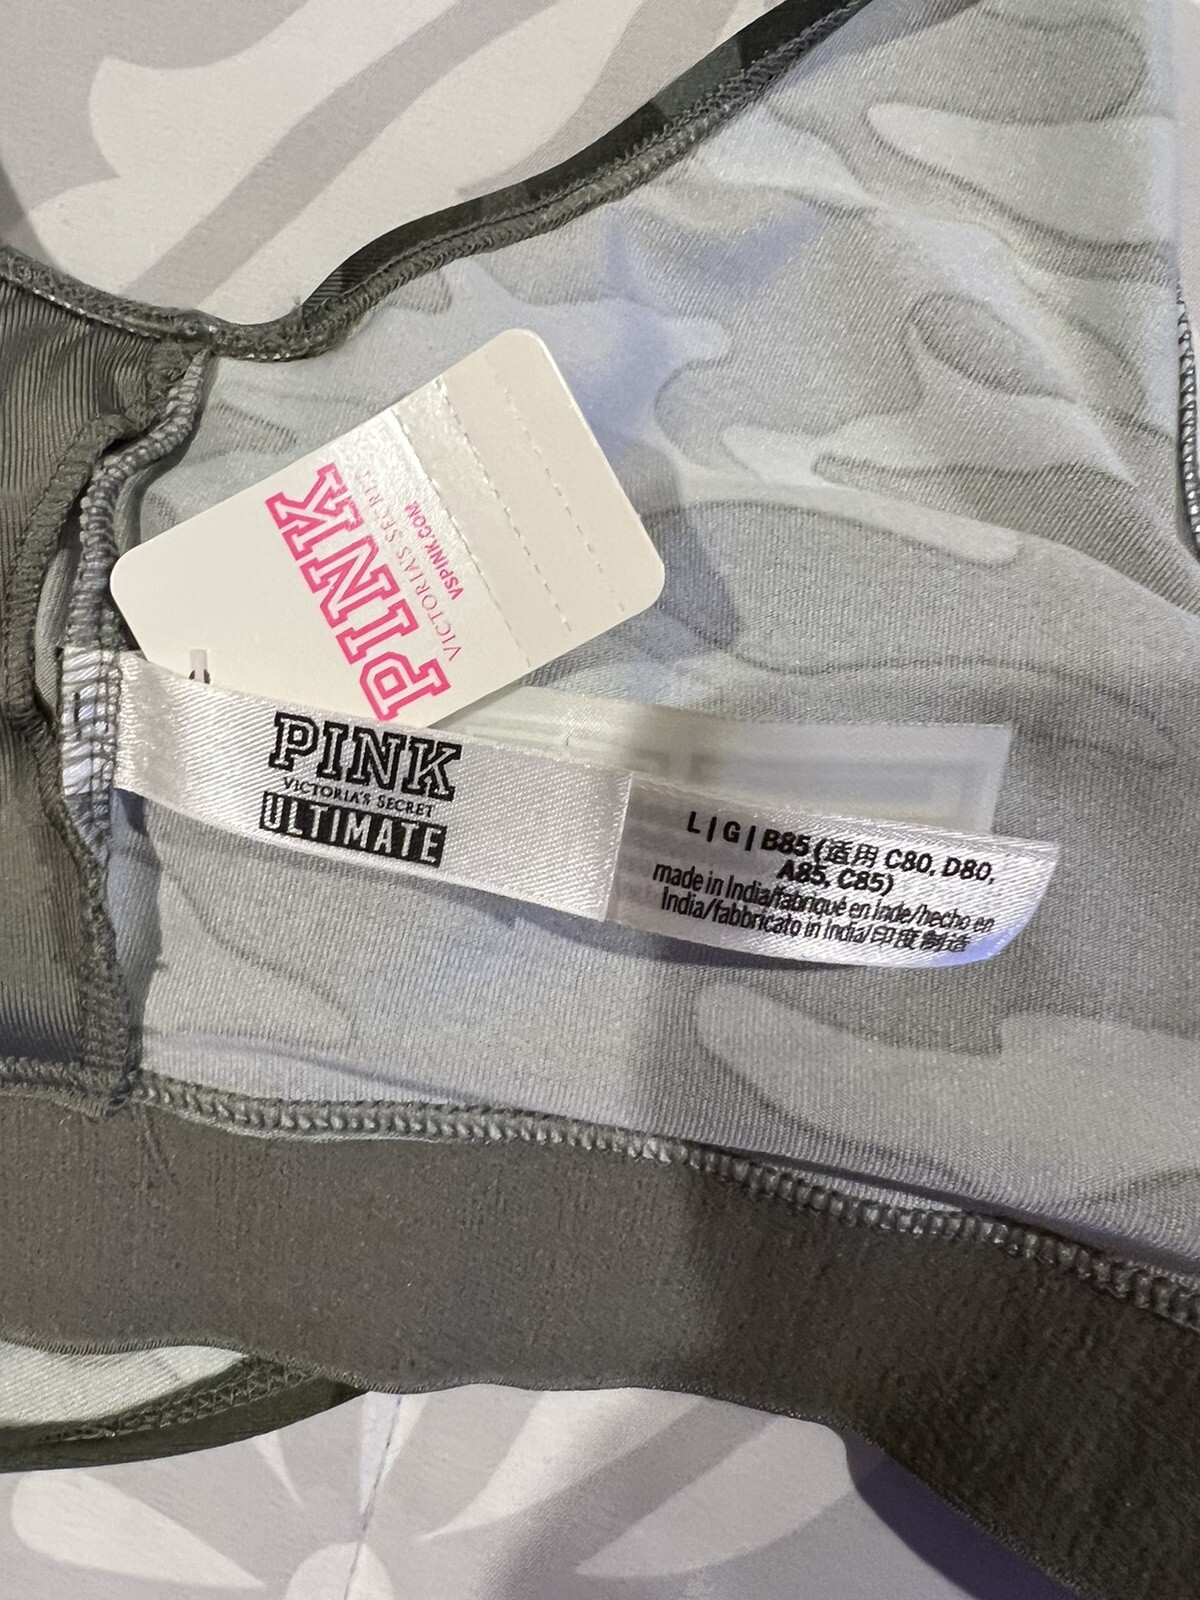 PINK
VICTORIA'S SECRET
VSPINK.COM
PINK
VICTORIA'S SECRET
ULTIMATE
L | G | B85 (适用 C80, D80,
A85, C85)
made in India/fabriqué en Inde/hecho en
India/fabbricato in India/印度制造